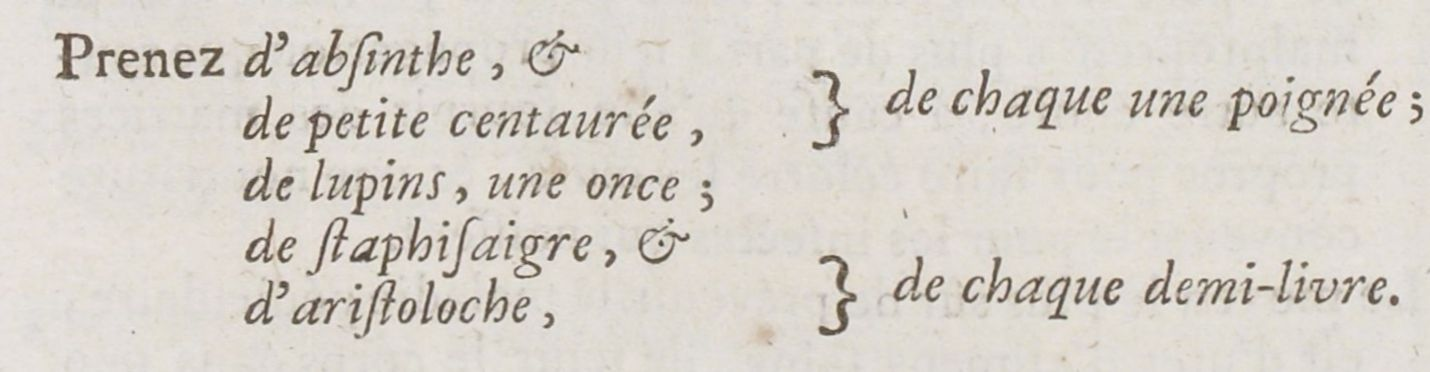 Prenez d'abſinthe, &
de petite centaurée, } de chaque une poignée;
de lupins, une once;
de ſtaphiſaigre, &
d'ariſtoloche, } de chaque demi-livre.